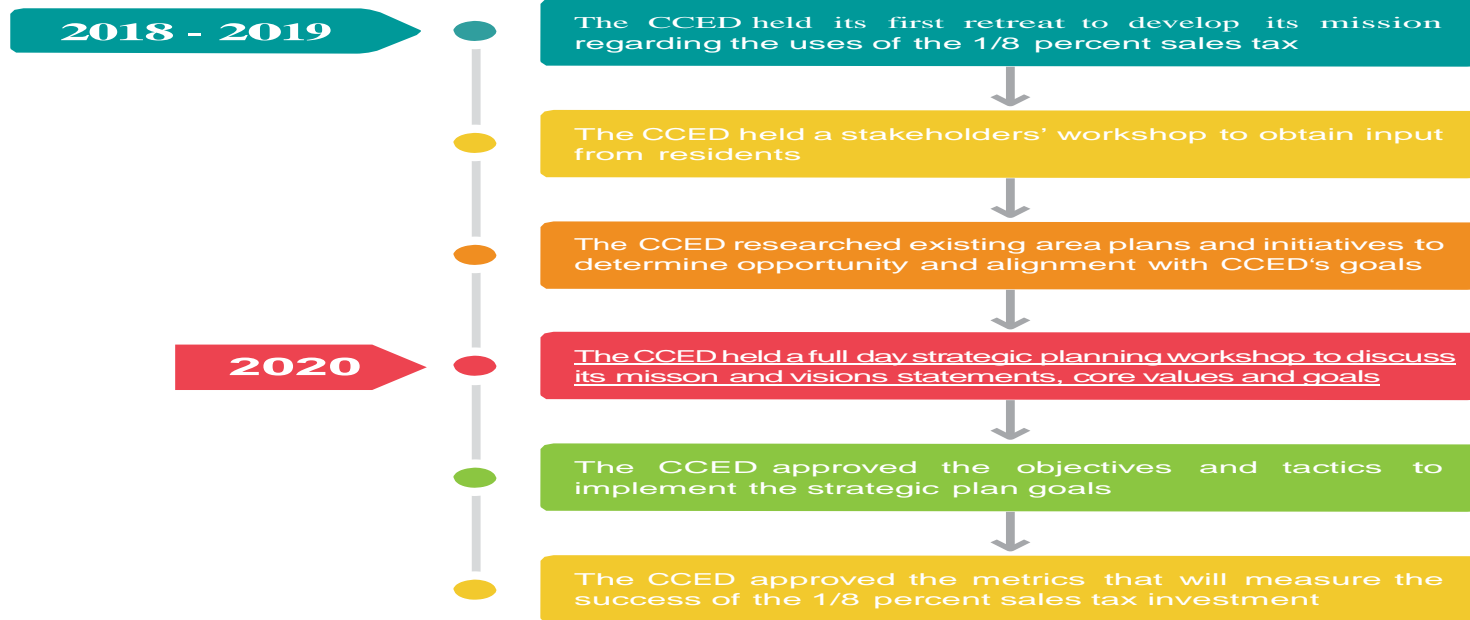 2018 - 2019
The CCED held its first retreat to develop its mission
regarding the uses of the 1/8 percent sales tax
The CCED held a stakeholders’ workshop to obtain input
from residents
The CCED researched existing area plans and initiatives to
determine opportunity and alignment with CCED‘s goals
2020
The CCED held a full day strategic planning workshop to discuss
its misson and visions statements, core values and goals
The CCED approved the objectives and tactics to
implement the strategic plan goals
The CCED approved the metrics that will measure the
success of the 1/8 percent sales tax investment